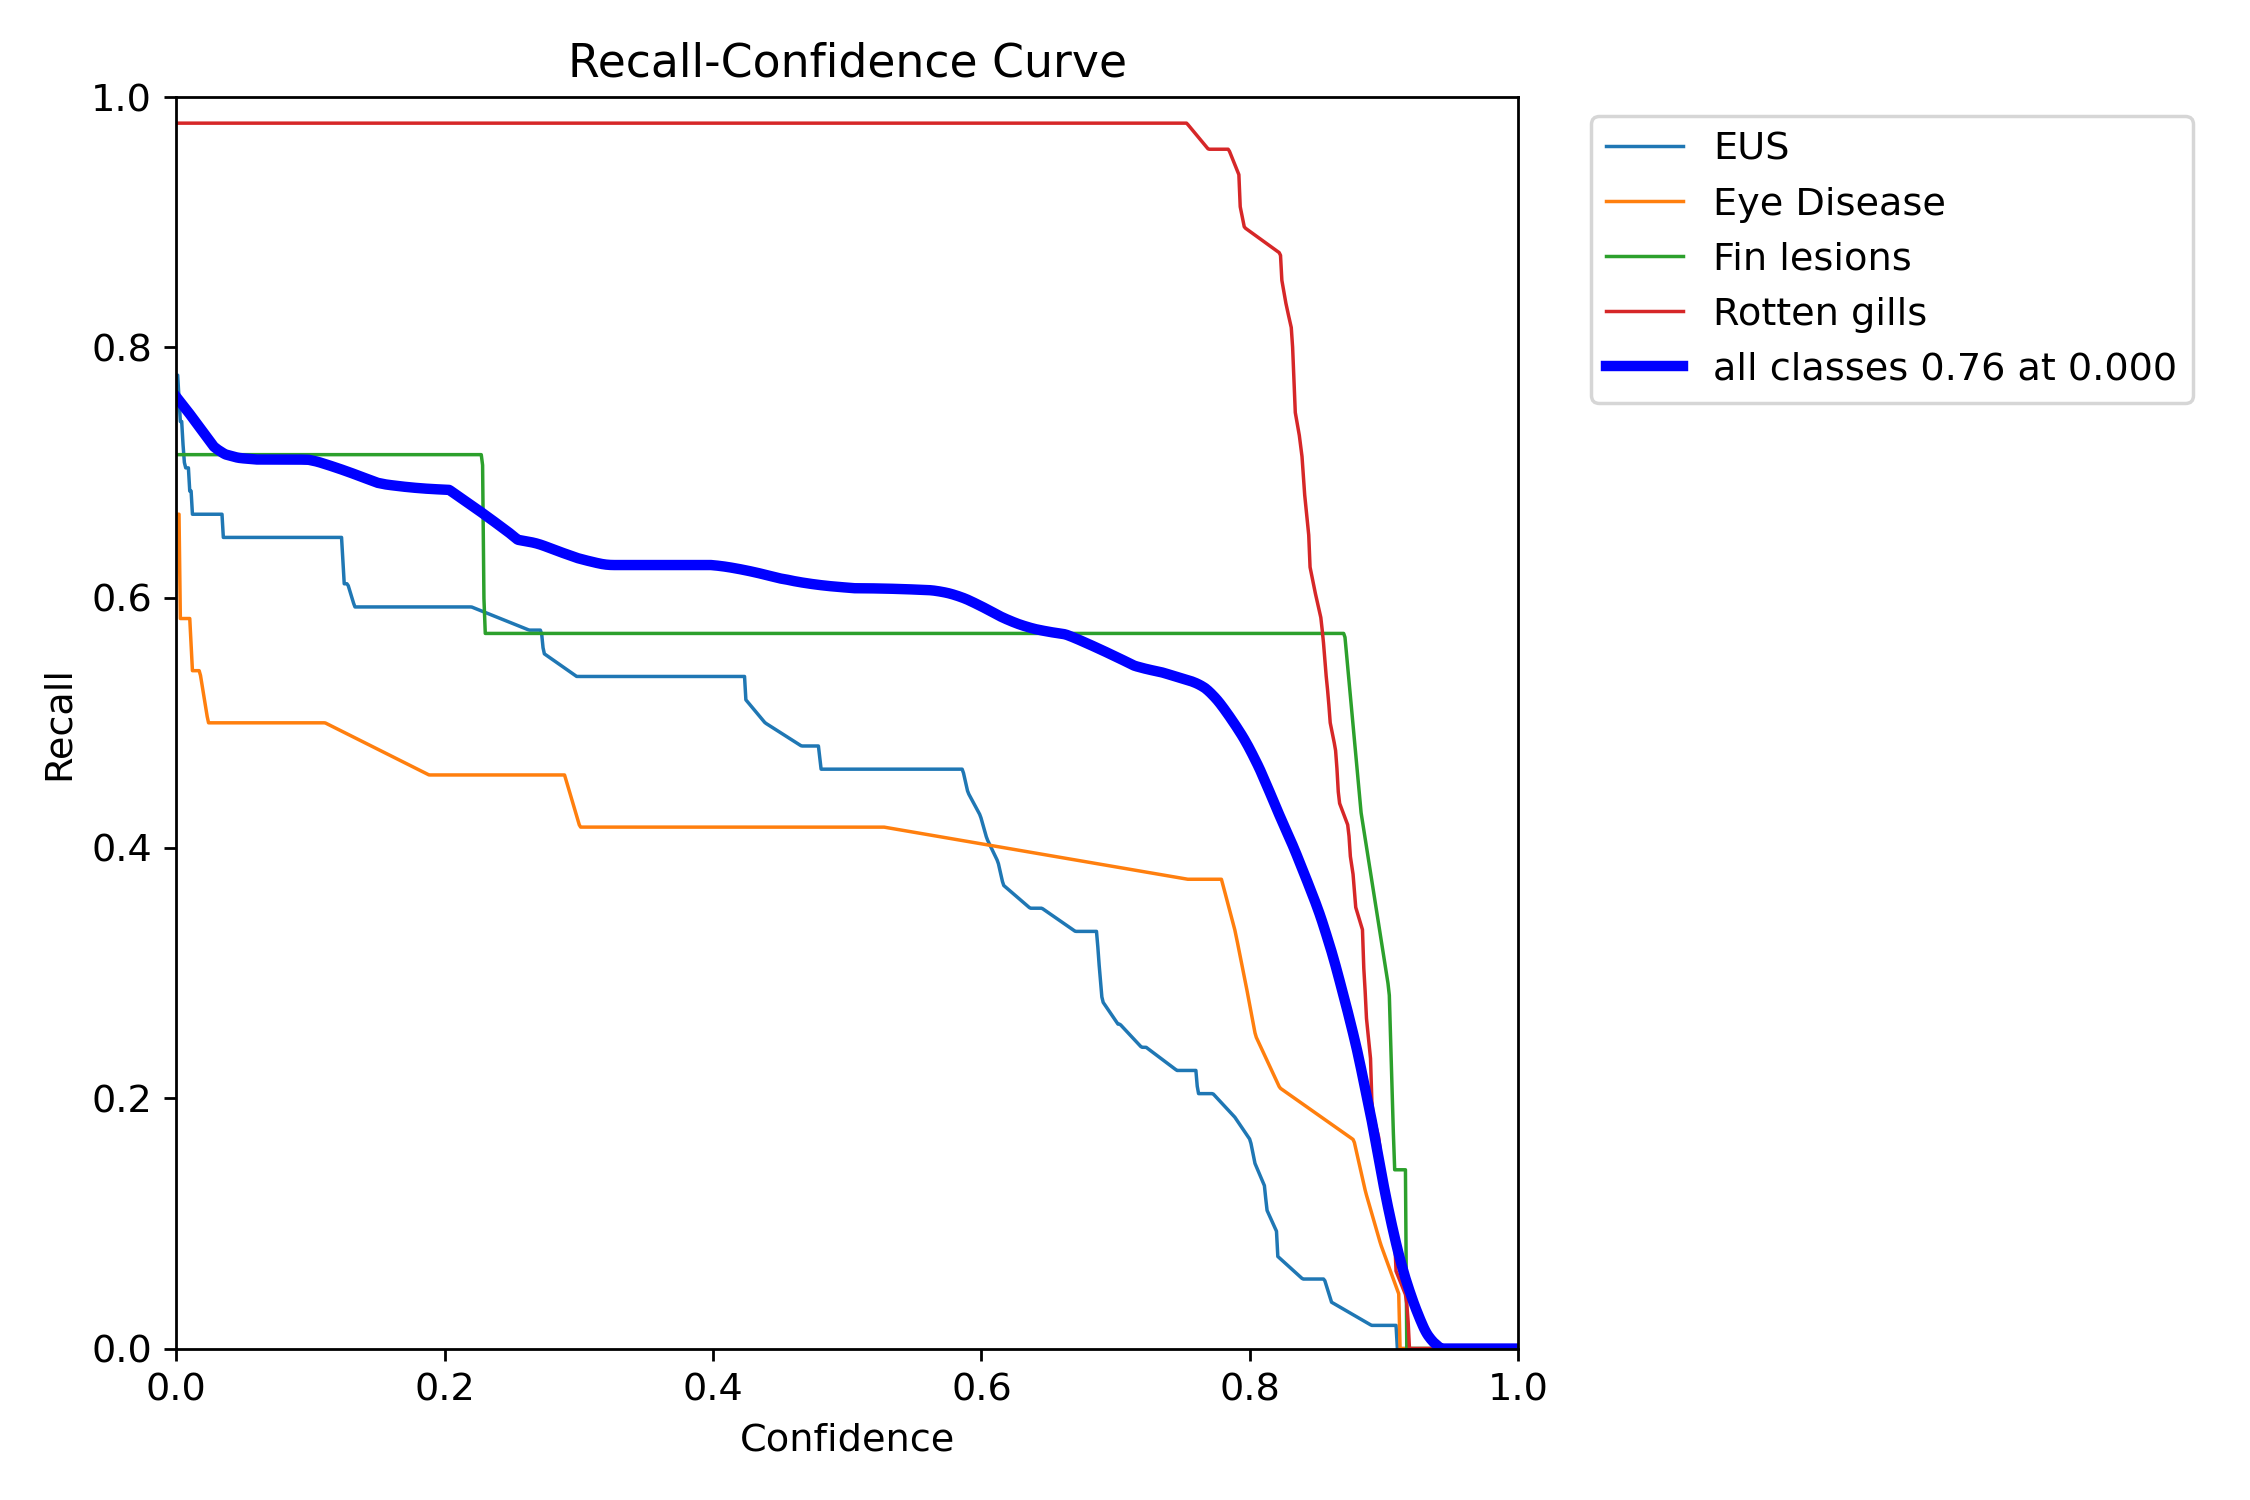 Recall-Confidence Curve
1.0
0.8
0.6
0.4
0.2
0.0
Recall
0.0 0.2 0.4 0.6 0.8 1.0
Confidence
EUS
Eye Disease
Fin lesions
Rotten gills
all classes 0.76 at 0.000